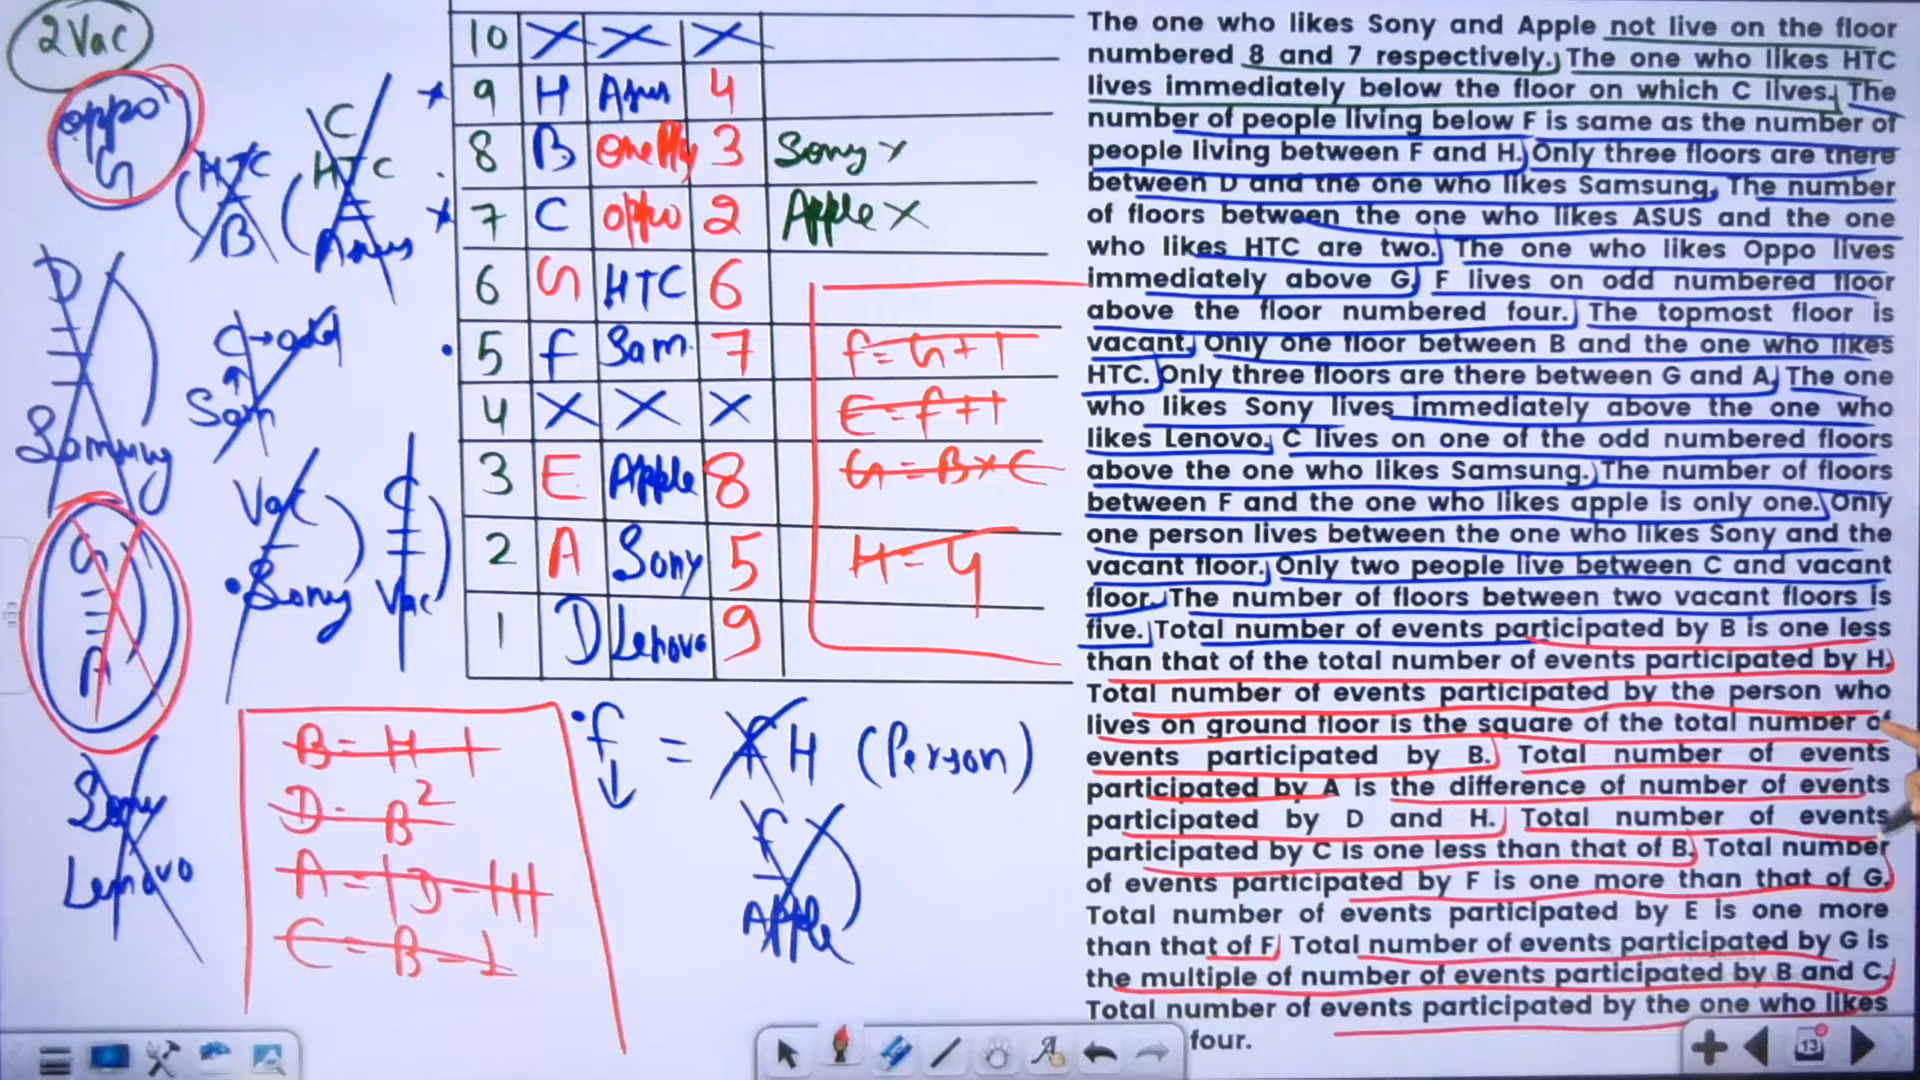 2 Vac
oppo
G
C
HTC
HTC
B
Asus
D
Samsung
C → odd
Sam
Vac
Sony
C
Vac
G
A
Sony
Lenovo
10 X X X
9 H Asus 4
8 B one Ply 3 Sony x
7 C oppo 2 Apple X
6 G HTC 6
5 F Sam. 7
4 X X X
3 E Apple 8
2 A Sony 5
1 D Lenovo 9
F = G + 1
E = F + 1
G = B × C
H = 4
B = H - 1
D = B²
A = |D - H|
C = B - 1
f = H (Person)
f
Apple
The one who likes Sony and Apple not live on the floor
numbered 8 and 7 respectively. The one who likes HTC
lives immediately below the floor on which C lives. The
number of people living below F is same as the number of
people living between F and H. Only three floors are there
between D and the one who likes Samsung. The number
of floors between the one who likes ASUS and the one
who likes HTC are two. The one who likes Oppo lives
immediately above G. F lives on odd numbered floor
above the floor numbered four. The topmost floor is
vacant. Only one floor between B and the one who likes
HTC. Only three floors are there between G and A. The one
who likes Sony lives immediately above the one who
likes Lenovo. C lives on one of the odd numbered floors
above the one who likes Samsung. The number of floors
between F and the one who likes apple is only one. Only
one person lives between the one who likes Sony and the
vacant floor. Only two people live between C and vacant
floor. The number of floors between two vacant floors is
five. Total number of events participated by B is one less
than that of the total number of events participated by H.
Total number of events participated by the person who
lives on ground floor is the square of the total number of
events participated by B. Total number of events
participated by A is the difference of number of events
participated by D and H. Total number of events
participated by C is one less than that of B. Total number
of events participated by F is one more than that of G.
Total number of events participated by E is one more
than that of F. Total number of events participated by G is
the multiple of number of events participated by B and C.
Total number of events participated by the one who likes
four.
13